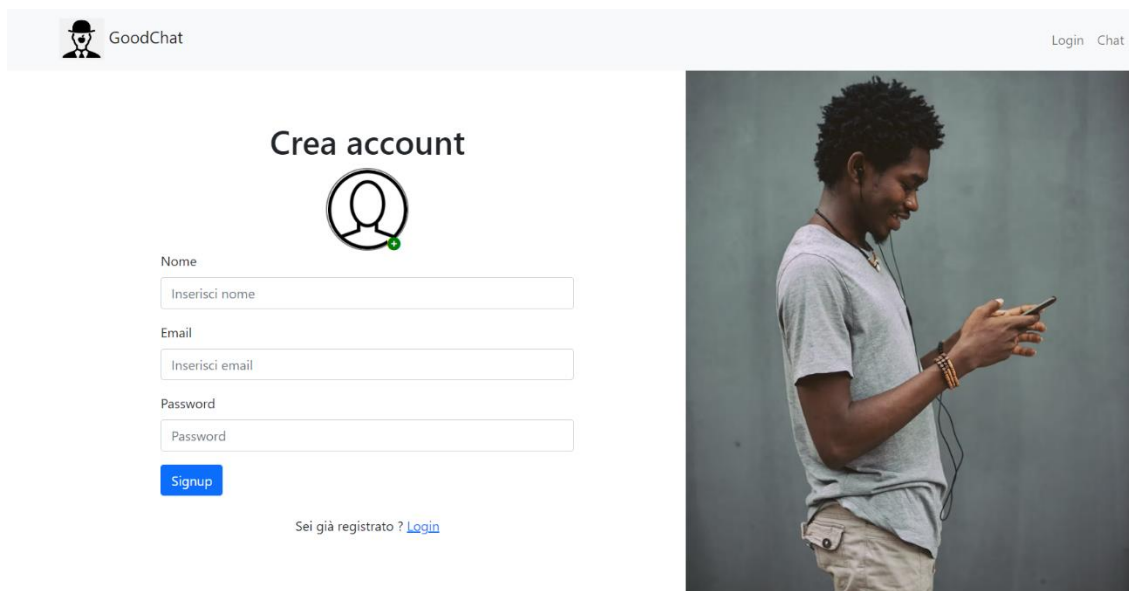 GoodChat
Login Chat
Crea account
Nome
Inserisci nome
Email
Inserisci email
Password
Password
Signup
Sei già registrato ? Login